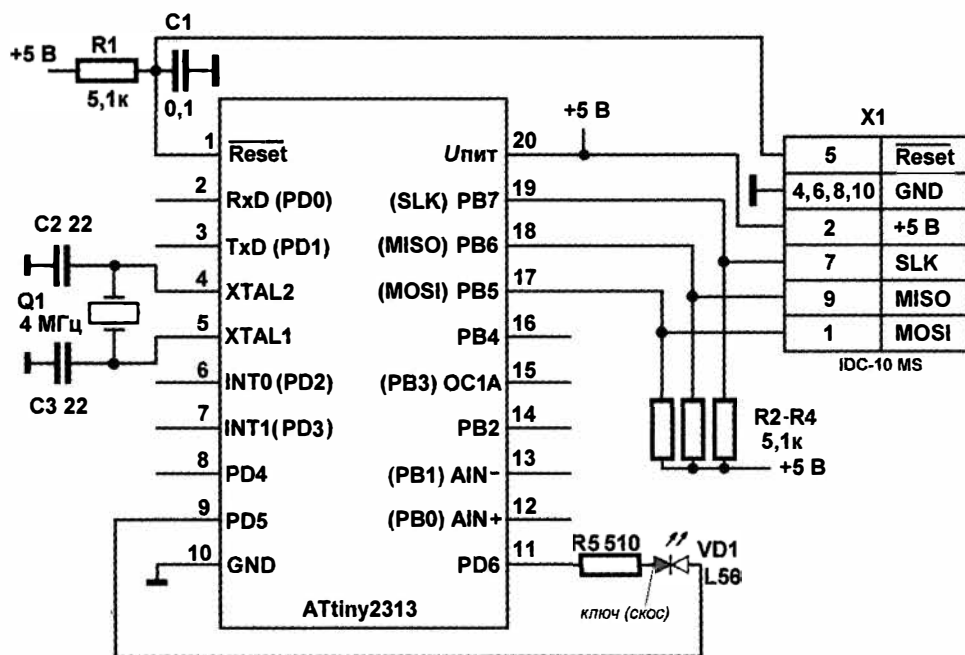 C1
+5 В
R1
5,1к
0,1
1
Reset
2
RxD (PD0)
3
TxD (PD1)
4
XTAL2
5
XTAL1
6
INT0 (PD2)
7
INT1(PD3)
8
PD4
9
PD5
10
GND
C2 22
Q1
4 МГц
C3 22
+5 В
Uпит
20
(SLK) PB7
19
(MISO) PB6
18
(MOSI) PB5
17
PB4
16
(PB3) OC1A
15
PB2
14
(PB1) AIN-
13
(PB0) AIN+
12
PD6
11
ATtiny2313
X1
5 Reset
4,6,8,10 GND
2 +5 В
7 SLK
9 MISO
1 MOSI
IDC-10 MS
R2-R4
5,1к
+5 В
R5 510
VD1
L56
ключ (скос)